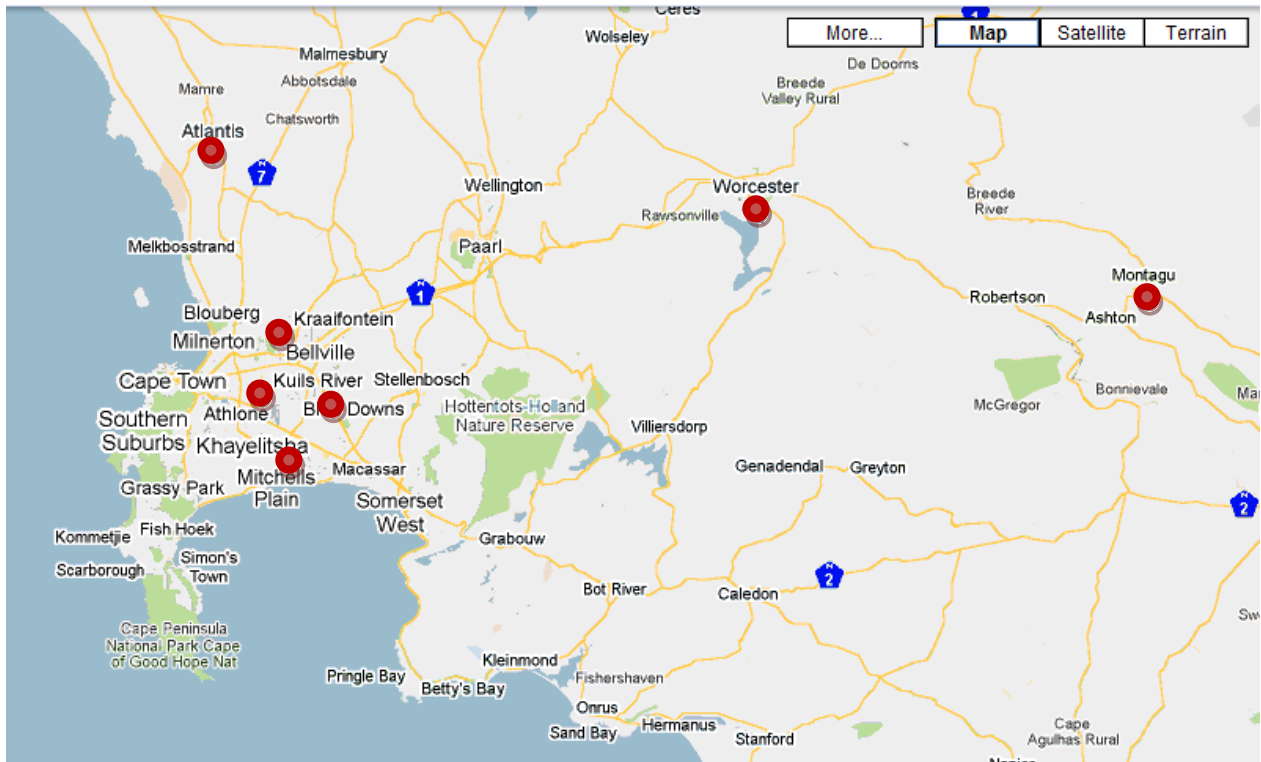 Ceres
Wolseley
More...
Map
Satellite
Terrain
1
Malmesbury
De Doorns
Abbotsdale
Mamre
Breede
Valley Rural
Chatsworth
Atlantis
N
7
Wellington
Worcester
Rawsonville
Breede
River
Melkbosstrand
Paarl
Montagu
N
1
Robertson
Ashton
Blouberg
Kraaifontein
Milnerton
Bellville
Cape Town
Kuils River
Stellenbosch
Bonnievale
Athlone
Downs
Hottentots-Holland
Nature Reserve
McGregor
Southern
Suburbs
Villiersdorp
Khayelitsha
Mitchells
Plain
Macassar
Genadendal
Greyton
Grassy Park
Somerset
West
N
2
Kommetjie
Fish Hoek
Grabouw
Scarborough
Simon's
Town
N
2
Bot River
Caledon
Cape Peninsula
National Park Cape
of Good Hope Nat
Kleinmond
Pringle Bay
Betty's Bay
Fishershaven
Onrus
Hermanus
Sand Bay
Stanford
Cape
Agulhas Rural